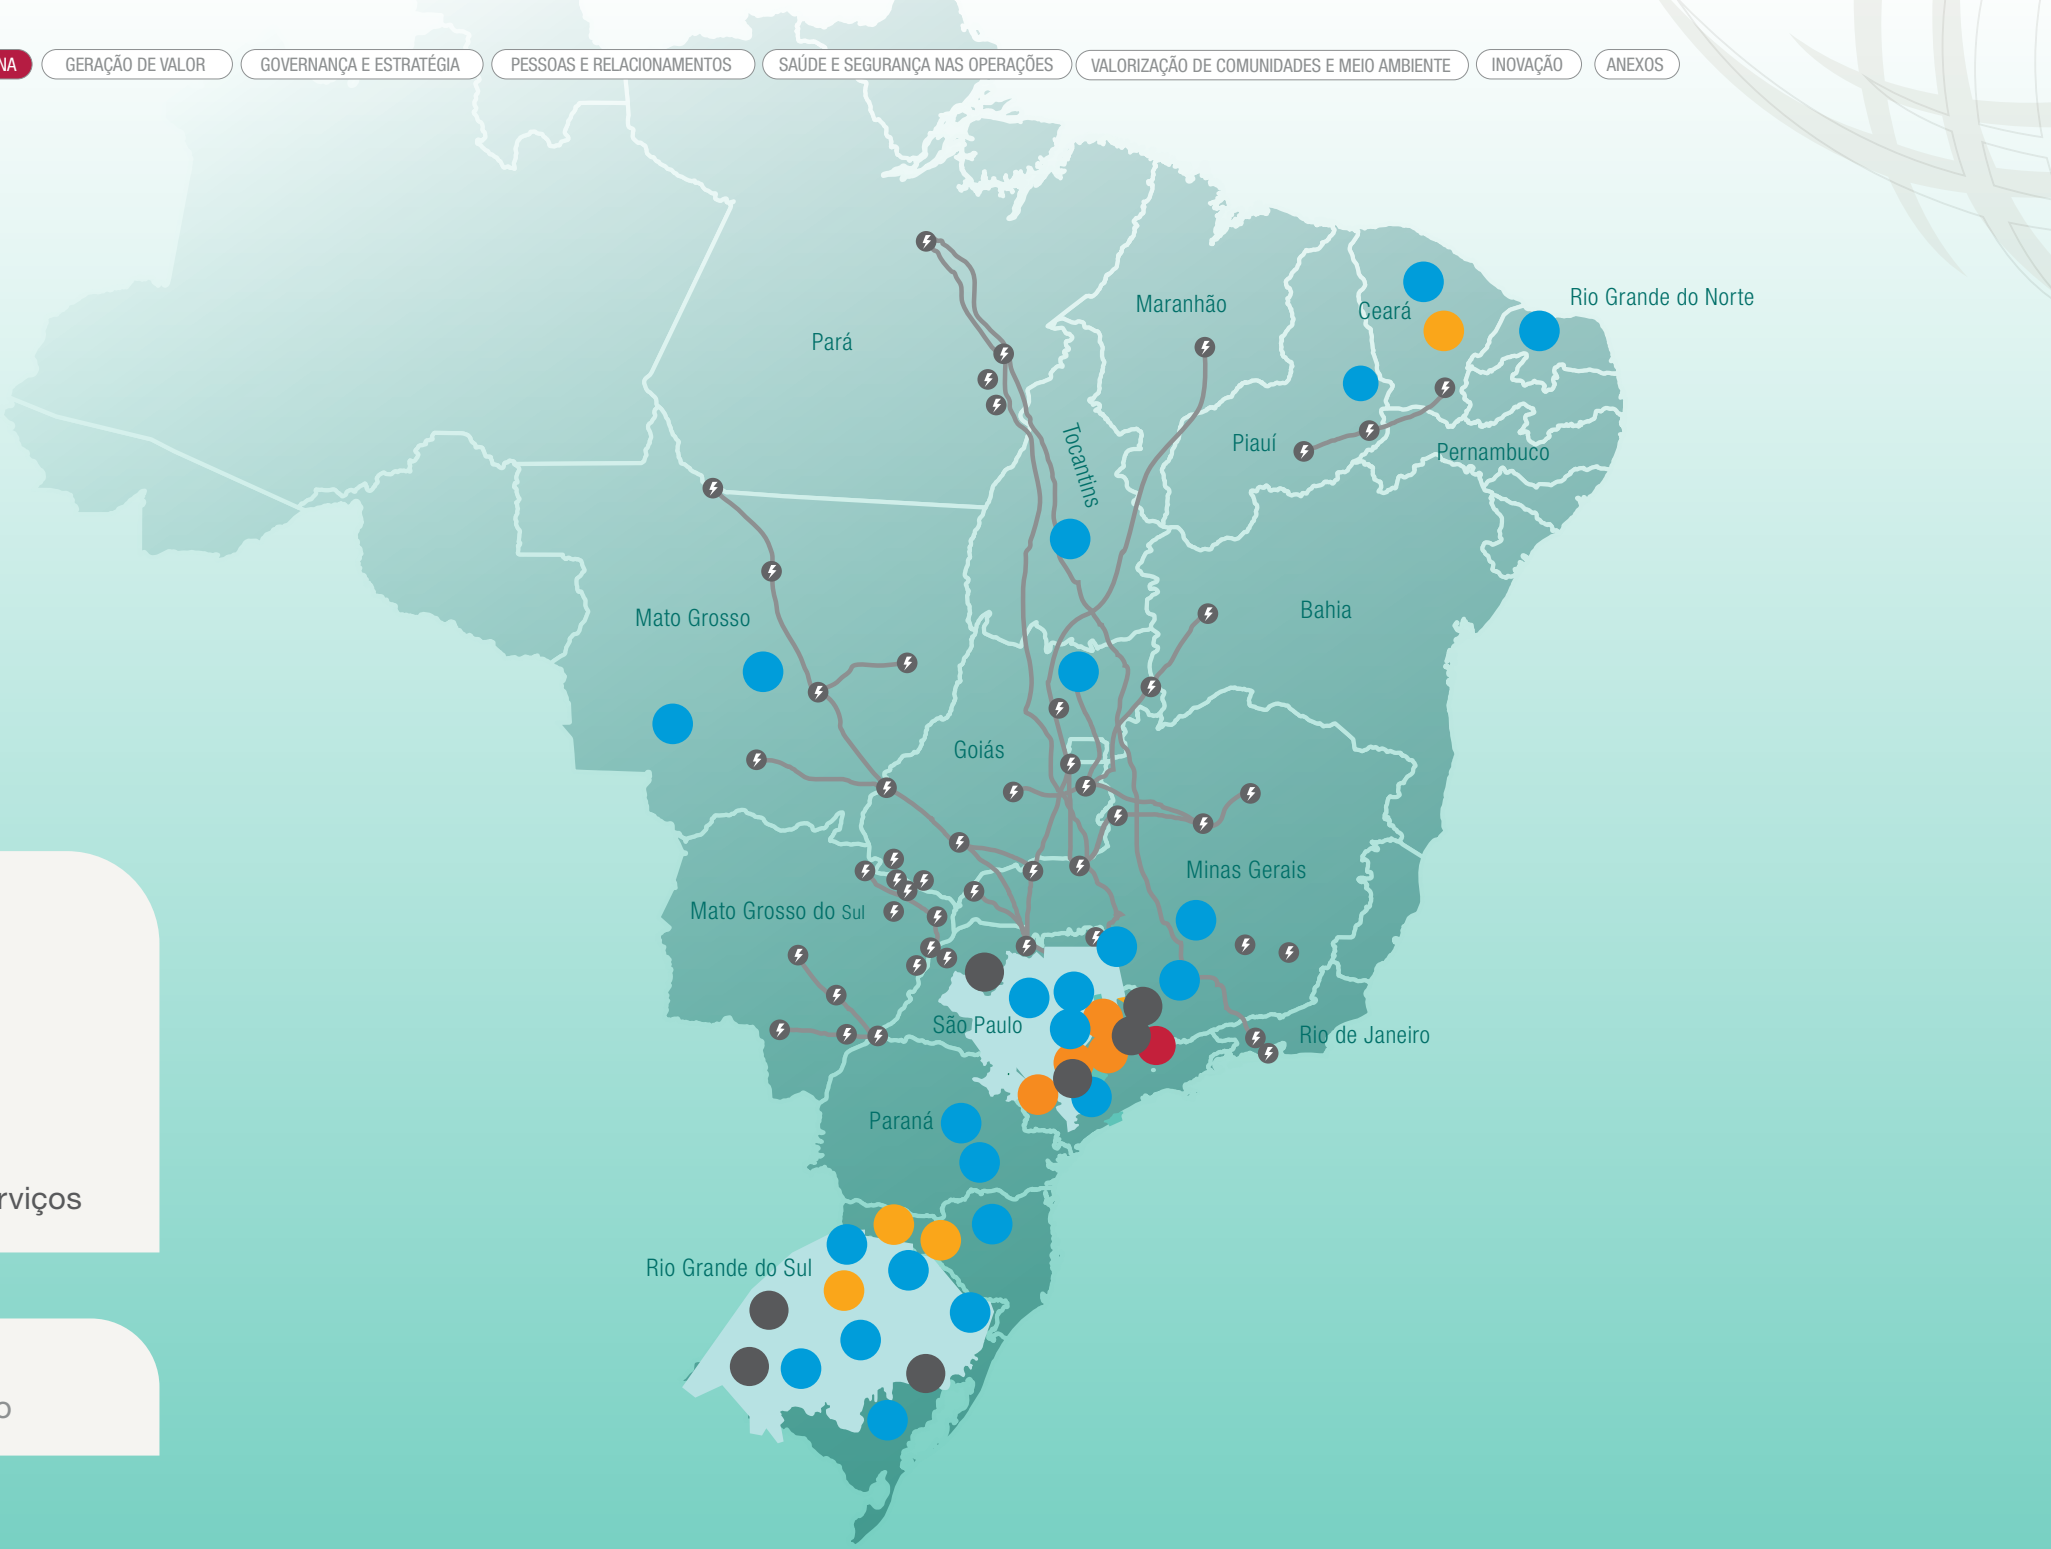 NA
GERAÇÃO DE VALOR
GOVERNANÇA E ESTRATÉGIA
PESSOAS E RELACIONAMENTOS
SAÚDE E SEGURANÇA NAS OPERAÇÕES
VALORIZAÇÃO DE COMUNIDADES E MEIO AMBIENTE
INOVAÇÃO
ANEXOS
Rio Grande do Norte
Maranhão
Ceará
Pará
Tocantins
Piauí
Pernambuco
Mato Grosso
Bahia
Goiás
Minas Gerais
Mato Grosso do Sul
São Paulo
Rio de Janeiro
Paraná
rviços
Rio Grande do Sul
o